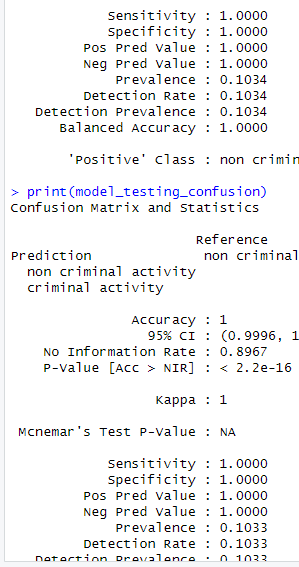 Sensitivity : 1.0000
Specificity : 1.0000
Pos Pred Value : 1.0000
Neg Pred Value : 1.0000
Prevalence : 0.1034
Detection Rate : 0.1034
Detection Prevalence : 0.1034
Balanced Accuracy : 1.0000
'Positive' Class : non crimin
> print(model_testing_confusion)
Confusion Matrix and Statistics
Reference
Prediction non criminal
non criminal activity
criminal activity
Accuracy : 1
95% CI : (0.9996, 1
No Information Rate : 0.8967
P-Value [Acc > NIR] : < 2.2e-16
Kappa : 1
Mcnemar's Test P-Value : NA
Sensitivity : 1.0000
Specificity : 1.0000
Pos Pred Value : 1.0000
Neg Pred Value : 1.0000
Prevalence : 0.1033
Detection Rate : 0.1033
Detection Prevalence : 0.1033